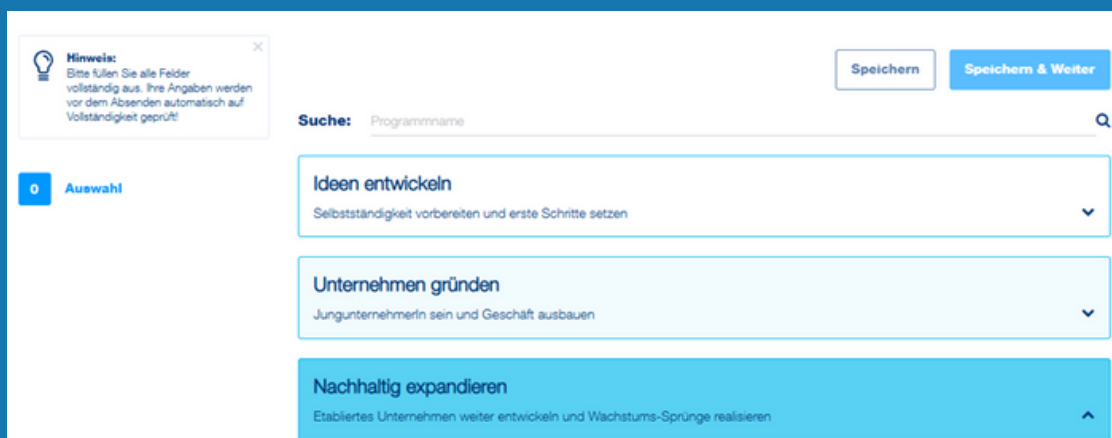 Hinweis:
Bitte füllen Sie alle Felder
vollständig aus. Ihre Angaben werden
vor dem Absenden automatisch auf
Vollständigkeit geprüft!
Speichern
Speichern & Weiter
Suche: Programmname
0 Auswahl
Ideen entwickeln
Selbstständigkeit vorbereiten und erste Schritte setzen
Unternehmen gründen
JungunternehmerIn sein und Geschäft ausbauen
Nachhaltig expandieren
Etabliertes Unternehmen weiter entwickeln und Wachstums-Sprünge realisieren